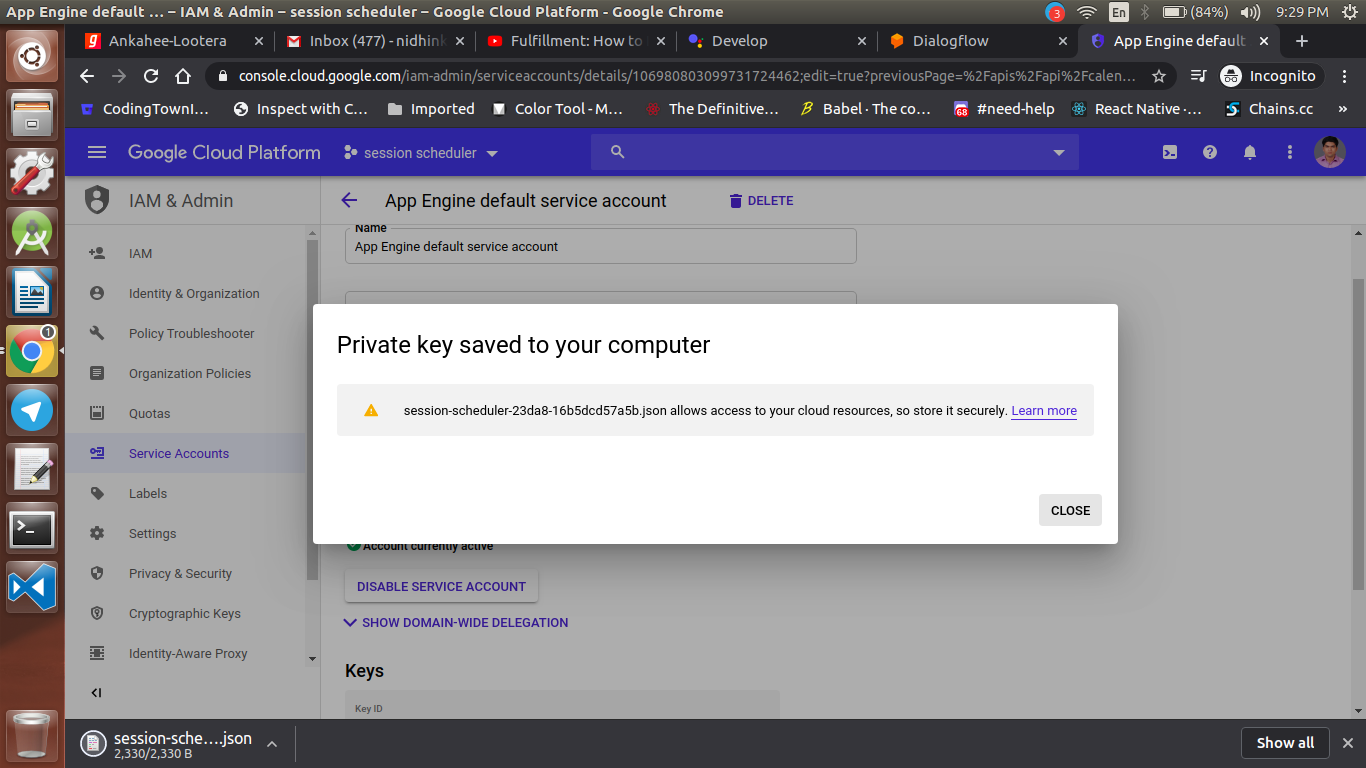 App Engine default ... – IAM & Admin – session scheduler – Google Cloud Platform - Google Chrome
3
En
(84%)
9:29 PM
Ankahee-Lootera
Inbox (477) - nidhink
Fulfillment: How to
Develop
Dialogflow
App Engine default
console.cloud.google.com/iam-admin/serviceaccounts/details/106980803099731724462;edit=true?previousPage=%2Fapis%2Fapi%2Fcalen...
Incognito
CodingTownI...
Inspect with C...
Imported
Color Tool - M...
The Definitive...
Babel · The co...
68
#need-help
React Native ·...
Chains.cc
»
Google Cloud Platform
session scheduler
IAM & Admin
App Engine default service account
DELETE
IAM
Identity & Organization
Policy Troubleshooter
Organization Policies
Quotas
Service Accounts
Labels
Settings
Privacy & Security
Cryptographic Keys
Identity-Aware Proxy
Name
App Engine default service account
Private key saved to your computer
session-scheduler-23da8-16b5dcd57a5b.json allows access to your cloud resources, so store it securely. Learn more
CLOSE
Account currently active
DISABLE SERVICE ACCOUNT
SHOW DOMAIN-WIDE DELEGATION
Keys
Key ID
1
session-sche....json
2,330/2,330 B
Show all